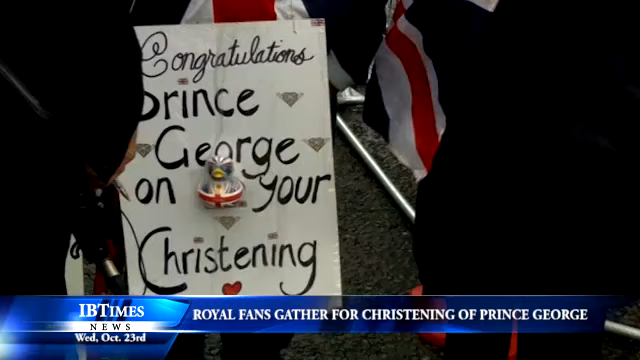 Congratulations
Prince
George
on your
Christening
IBTIMES
NEWS
Wed, Oct. 23rd
ROYAL FANS GATHER FOR CHRISTENING OF PRINCE GEORGE